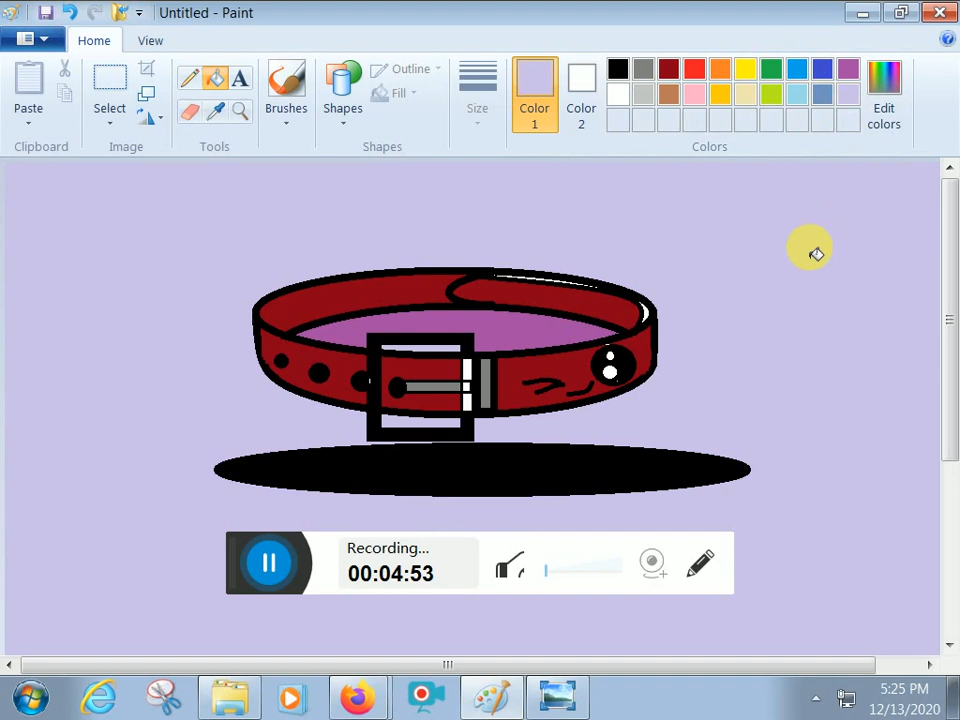 Untitled - Paint
Home View
Paste
Select
A
Brushes
Shapes
Outline
Fill
Size
Color 1
Color 2
Edit colors
Clipboard
Image
Tools
Shapes
Colors
Recording...
00:04:53
5:25 PM
12/13/2020